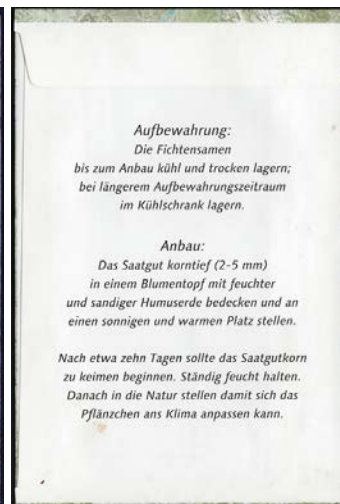 Aufbewahrung:
Die Fichtensamen
bis zum Anbau kühl und trocken lagern;
bei längerem Aufbewahrungszeitraum
im Kühlschrank lagern.
Anbau:
Das Saatgut korntief (2-5 mm)
in einem Blumentopf mit feuchter
und sandiger Humuserde bedecken und an
einen sonnigen und warmen Platz stellen.
Nach etwa zehn Tagen sollte das Saatgutkorn
zu keimen beginnen. Ständig feucht halten.
Danach in die Natur stellen damit sich das
Pflänzchen ans Klima anpassen kann.